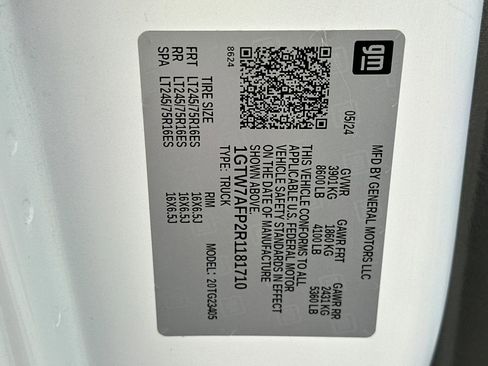 gm
MFD BY GENERAL MOTORS LLC
05/24
GVWR GAWR FRT GAWR RR
3901 KG 1860 KG 2431 KG
8600 LB 4100 LB 5360 LB
THIS VEHICLE CONFORMS TO ALL
APPLICABLE U.S. FEDERAL MOTOR
VEHICLE SAFETY STANDARDS IN EFFECT
ON THE DATE OF MANUFACTURE
SHOWN ABOVE.
1GTW7AFP2R1181710
TYPE: TRUCK MODEL: 20TG23405
8624
TIRE SIZE RIM
FRT LT245/75R16ES 16X6.5J
RR LT245/75R16ES 16X6.5J
SPA LT245/75R16ES 16X6.5J